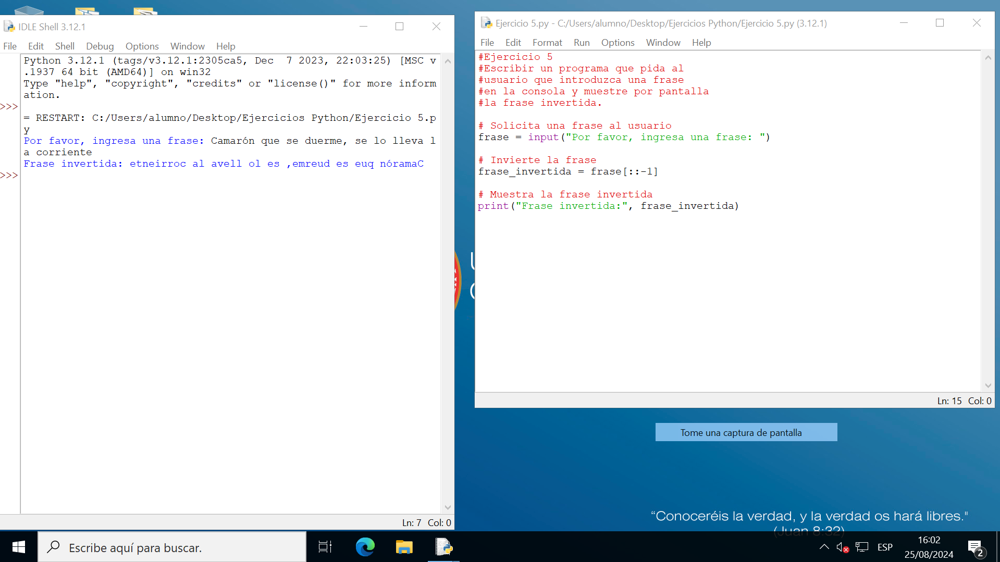 IDLE Shell 3.12.1
File Edit Shell Debug Options Window Help
Python 3.12.1 (tags/v3.12.1:2305ca5, Dec  7 2023, 22:03:25) [MSC v
.1937 64 bit (AMD64)] on win32
Type "help", "copyright", "credits" or "license()" for more inform
ation.
>>>
= RESTART: C:/Users/alumno/Desktop/Ejercicios Python/Ejercicio 5.p
y
Por favor, ingresa una frase: Camarón que se duerme, se lo lleva l
a corriente
Frase invertida: etneirroc al avell ol es ,emreud es euq nóramaC
>>>
Ln: 7 Col: 0
Ejercicio 5.py - C:/Users/alumno/Desktop/Ejercicios Python/Ejercicio 5.py (3.12.1)
File Edit Format Run Options Window Help
#Ejercicio 5
#Escribir un programa que pida al
#usuario que introduzca una frase
#en la consola y muestre por pantalla
#la frase invertida.
# Solicita una frase al usuario
frase = input("Por favor, ingresa una frase: ")
# Invierte la frase
frase_invertida = frase[::-1]
# Muestra la frase invertida
print("Frase invertida:", frase_invertida)
Ln: 15 Col: 0
Tome una captura de pantalla
“Conoceréis la verdad, y la verdad os hará libres."
(Juan 8:32)
Escribe aquí para buscar.
ESP
16:02
25/08/2024
2